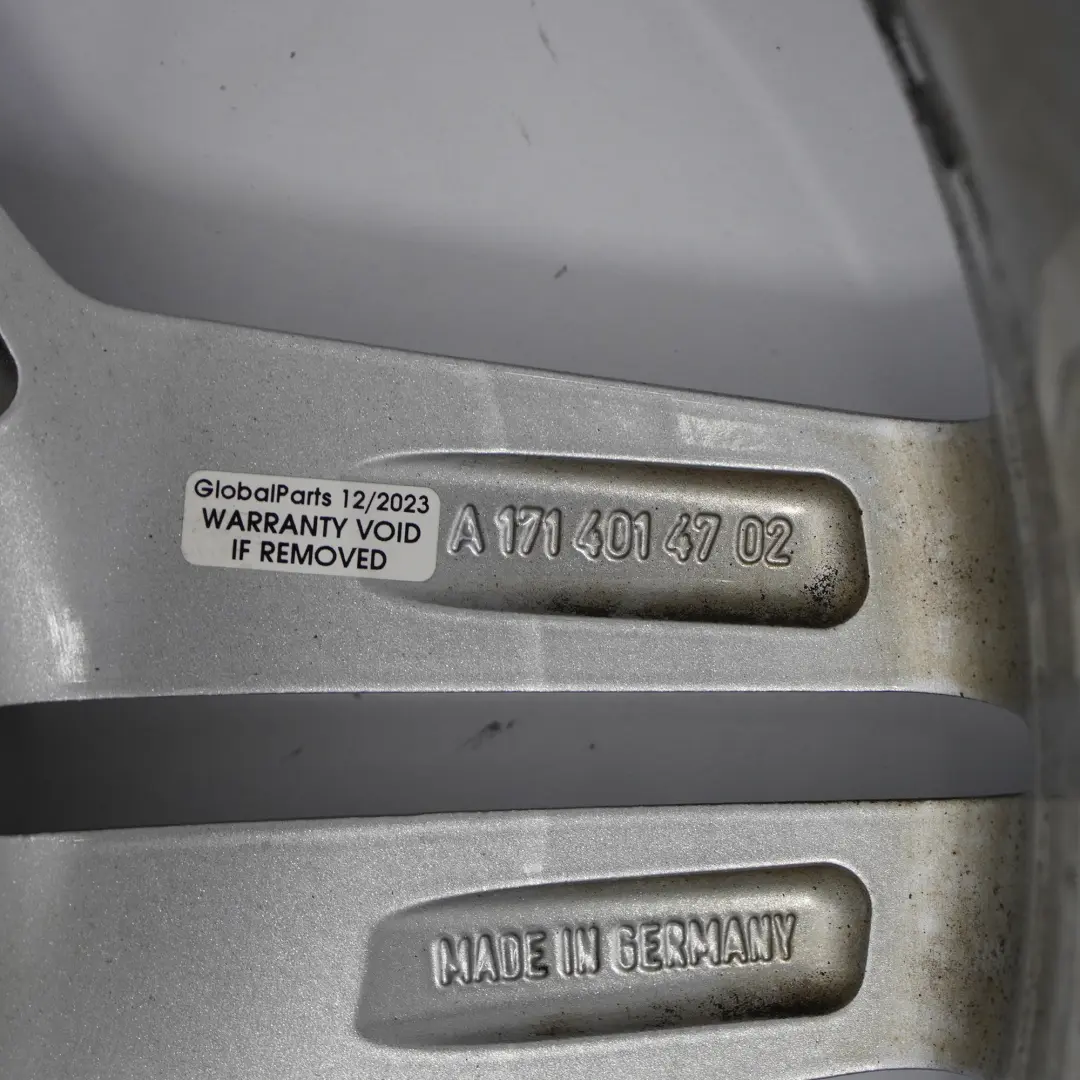 GlobalParts 12/2023
WARRANTY VOID
IF REMOVED
A 171 401 47 02
MADE IN GERMANY